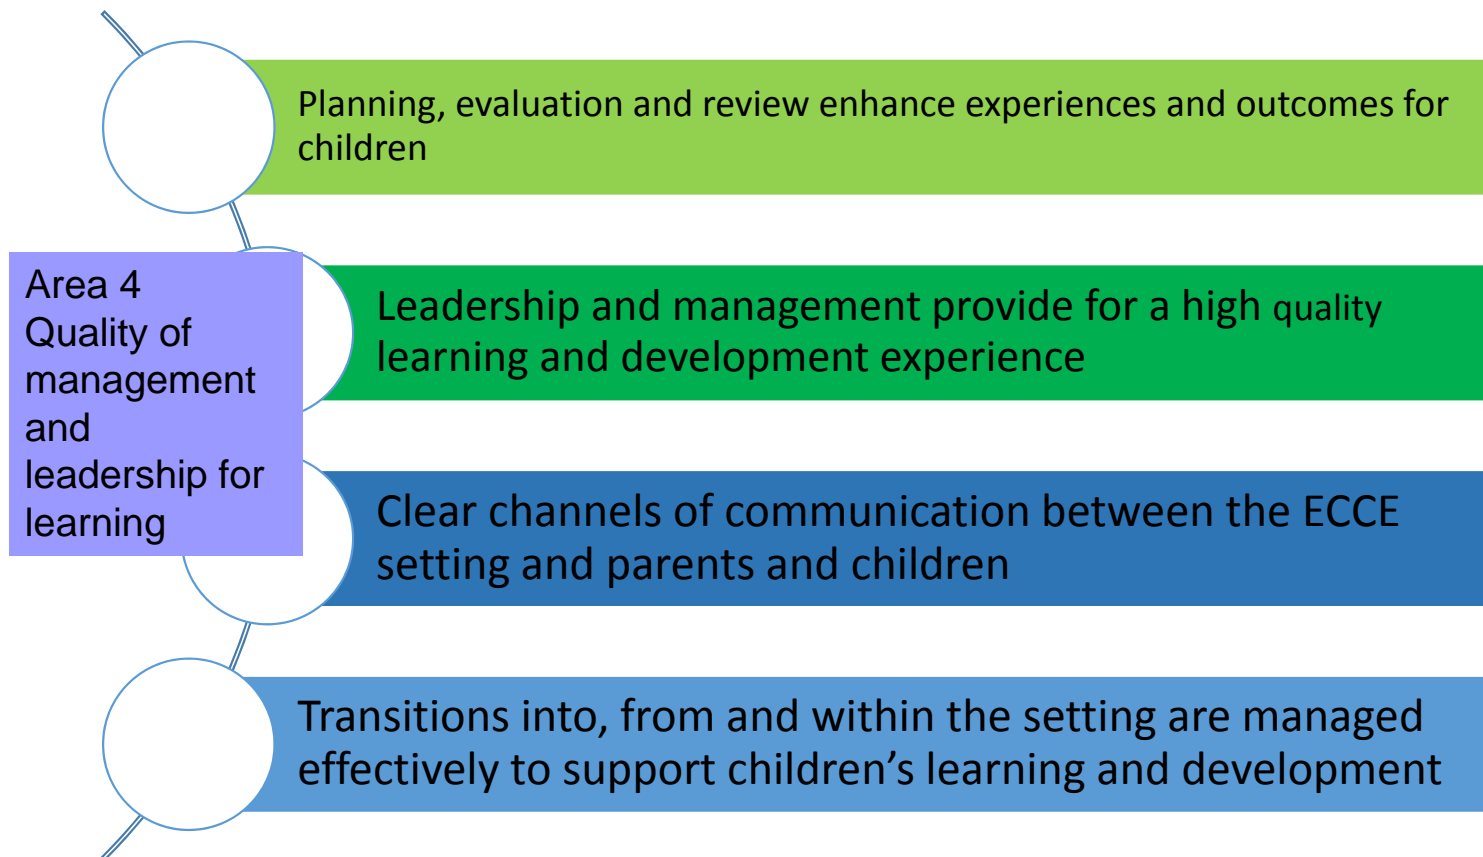 Planning, evaluation and review enhance experiences and outcomes for
children
Area 4
Quality of
management
and
leadership for
learning
Leadership and management provide for a high quality
learning and development experience
Clear channels of communication between the ECCE
setting and parents and children
Transitions into, from and within the setting are managed
effectively to support children’s learning and development